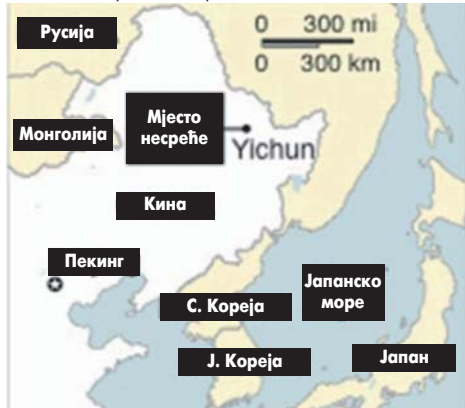 Русија
0 300 mi
0 300 km
Монголија
Мјесто
несреће
Yichun
Кина
Пекинг
Јапанско
море
С. Кореја
Ј. Кореја
Јапан